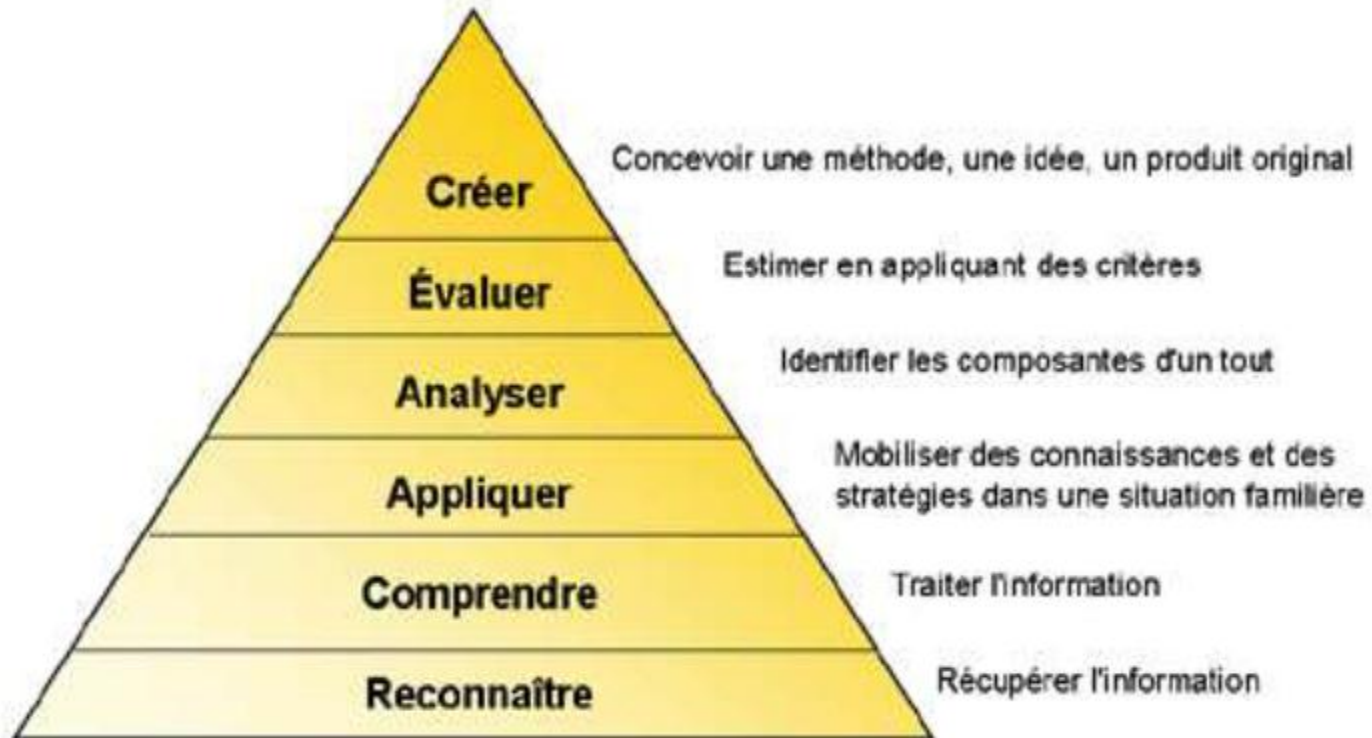 Créer
Concevoir une méthode, une idée, un produit original
Évaluer
Estimer en appliquant des critères
Analyser
Identifier les composantes d'un tout
Appliquer
Mobiliser des connaissances et des
stratégies dans une situation familière
Comprendre
Traiter l'information
Reconnaître
Récupérer l'information